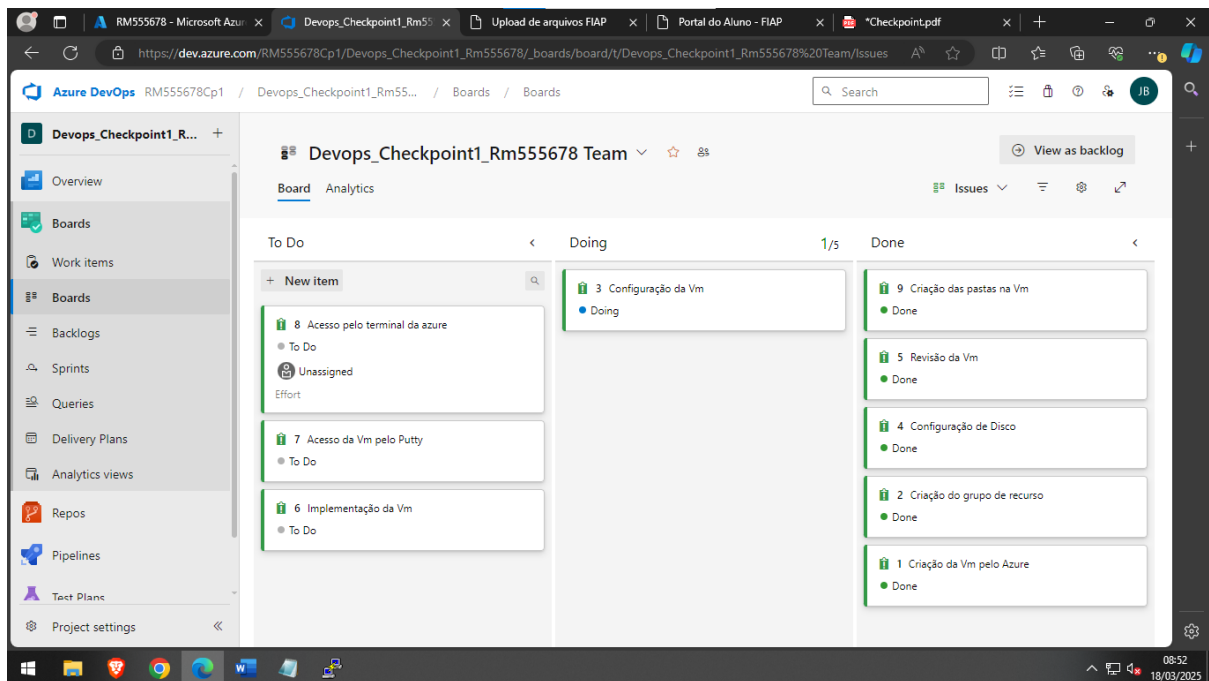 RM555678 - Microsoft Azur
Devops_Checkpoint1_Rm55
Upload de arquivos FIAP
Portal do Aluno - FIAP
*Checkpoint.pdf
https://dev.azure.com/RM555678Cp1/Devops_Checkpoint1_Rm555678/_boards/board/t/Devops_Checkpoint1_Rm555678%20Team/Issues
Azure DevOps RM555678Cp1 / Devops_Checkpoint1_Rm55... / Boards / Boards
Search
JB
D Devops_Checkpoint1_R... +
Overview
Boards
Work items
Boards
Backlogs
Sprints
Queries
Delivery Plans
Analytics views
Repos
Pipelines
Test Plans
Project settings
Devops_Checkpoint1_Rm555678 Team
View as backlog
Board Analytics
Issues
To Do
+ New item
8 Acesso pelo terminal da azure
To Do
Unassigned
Effort
7 Acesso da Vm pelo Putty
To Do
6 Implementação da Vm
To Do
Doing 1/5
3 Configuração da Vm
Doing
Done
9 Criação das pastas na Vm
Done
5 Revisão da Vm
Done
4 Configuração de Disco
Done
2 Criação do grupo de recurso
Done
1 Criação da Vm pelo Azure
Done
08:52
18/03/2025